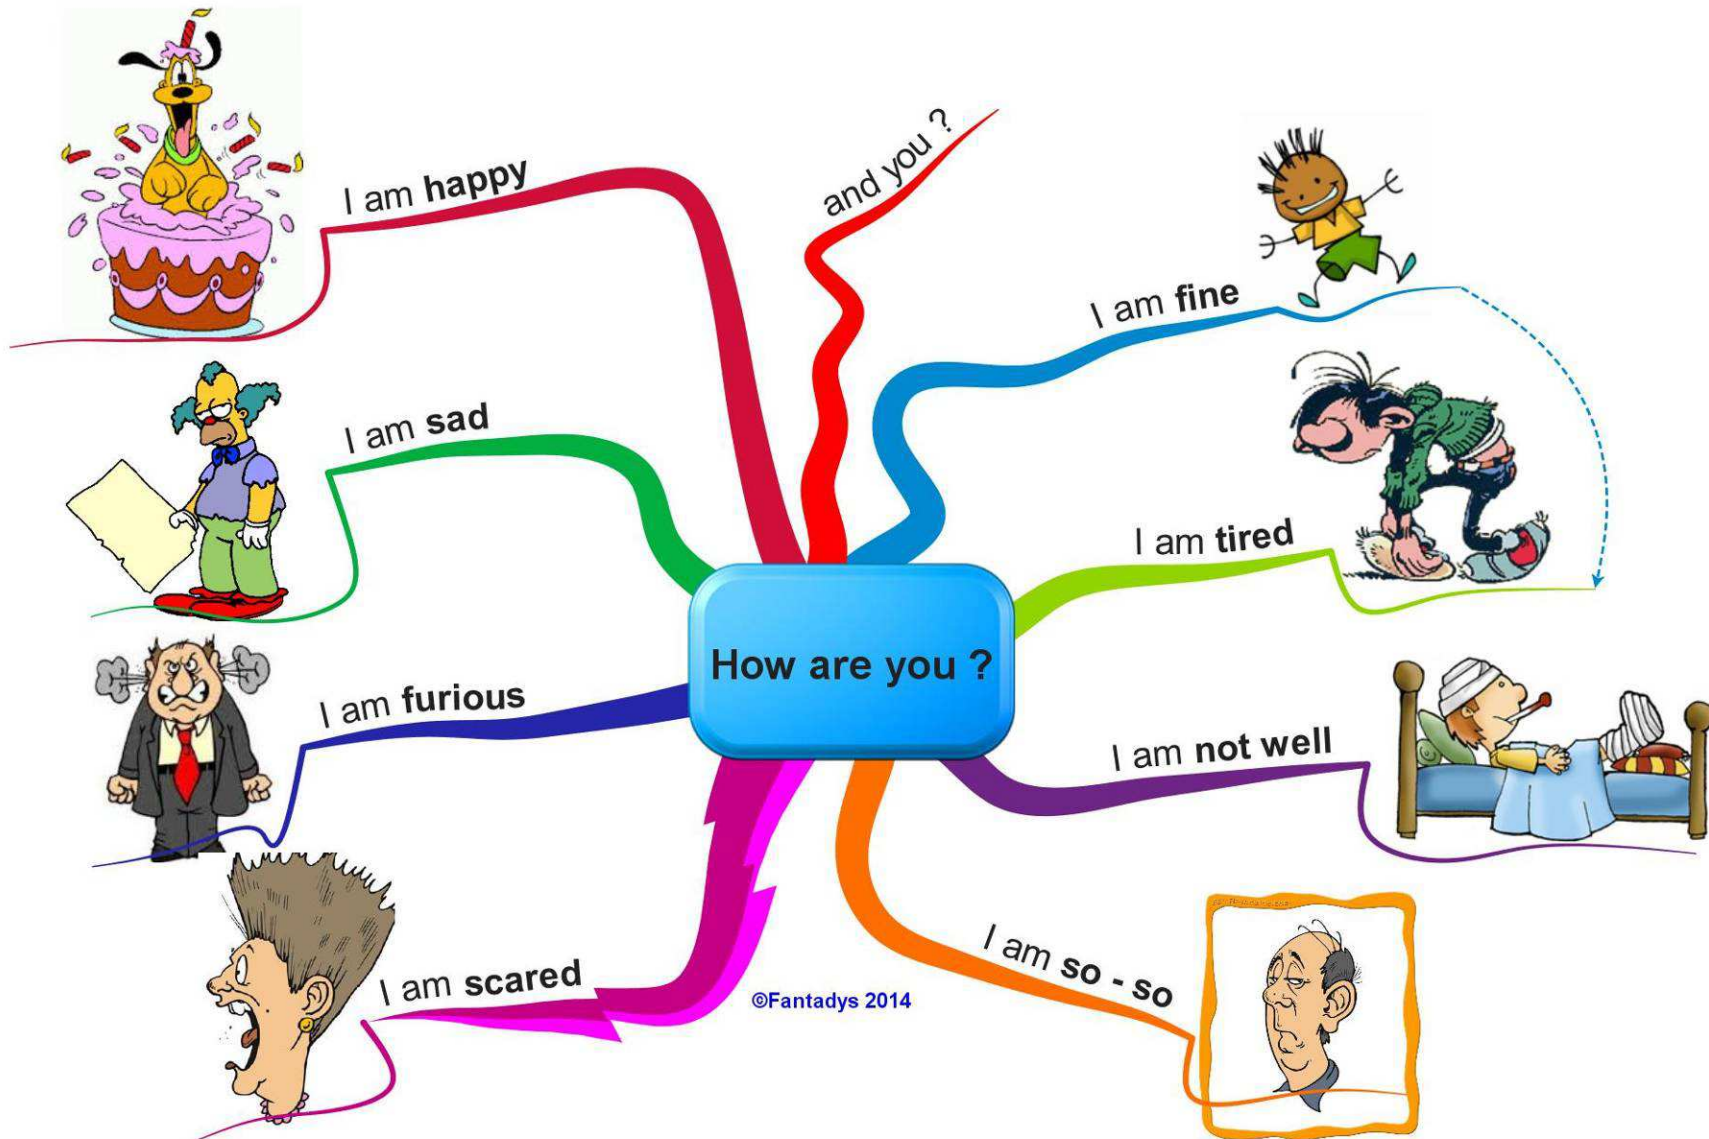 How are you ?
and you ?
I am fine
I am tired
I am not well
I am so - so
I am scared
I am furious
I am sad
I am happy
©Fantadys 2014